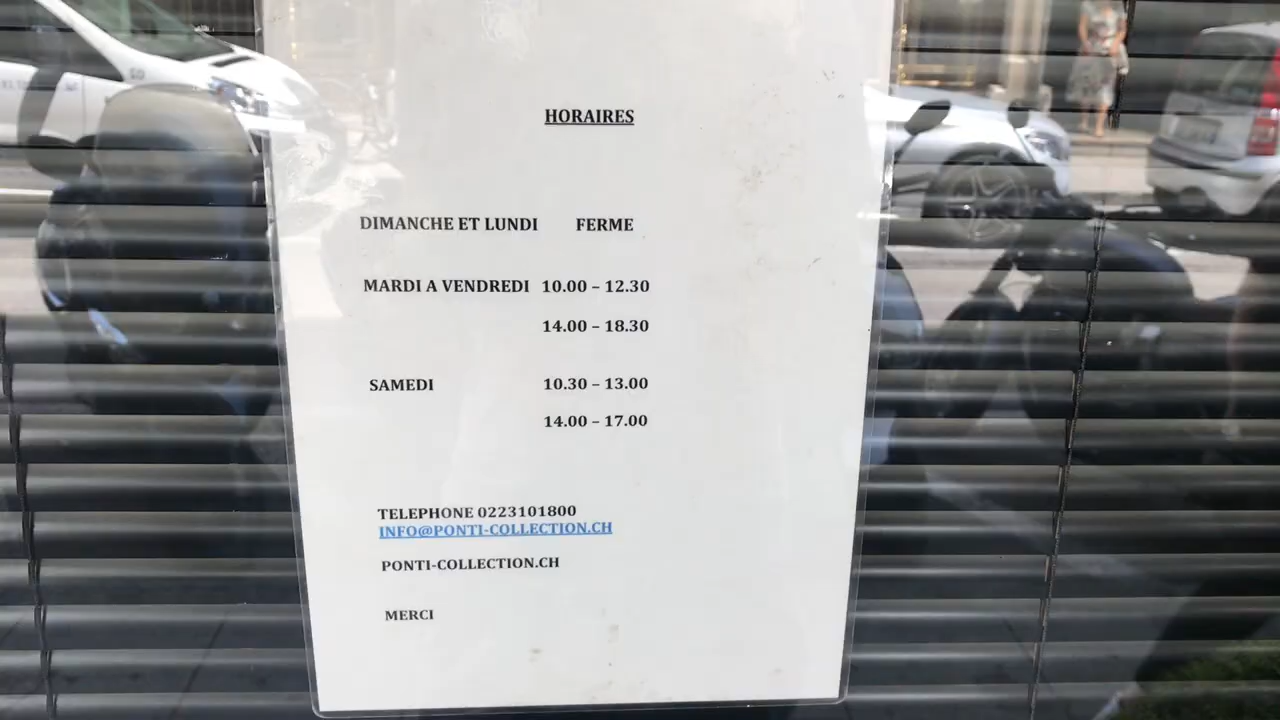 HORAIRES
DIMANCHE ET LUNDI FERME
MARDI A VENDREDI 10.00 – 12.30
14.00 – 18.30
SAMEDI 10.30 – 13.00
14.00 – 17.00
TELEPHONE 0223101800
INFO@PONTI-COLLECTION.CH
PONTI-COLLECTION.CH
MERCI